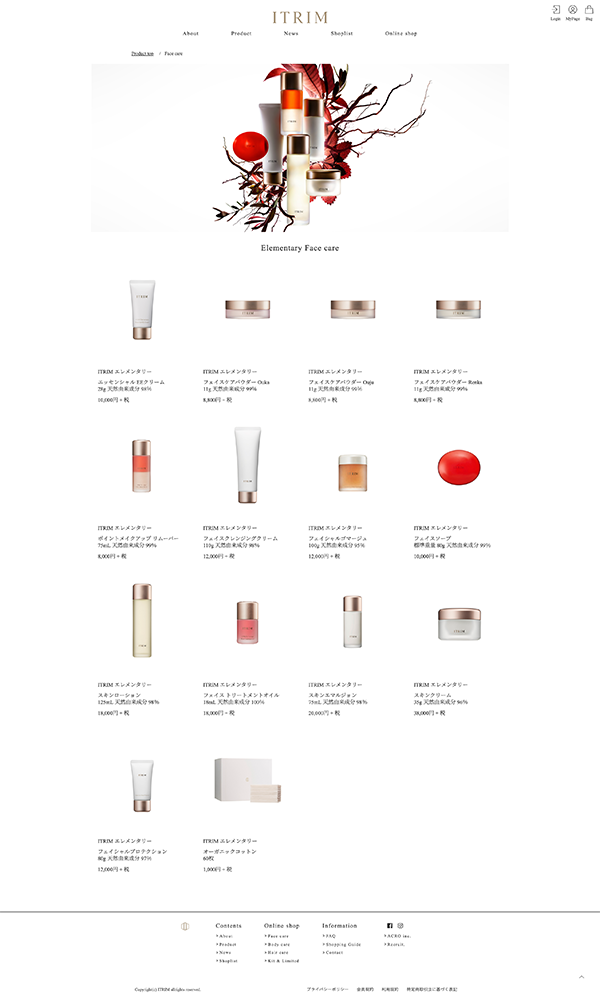 ITRIM
Login MyPage Bag
About Product News Shoplist Online shop
Product top / Face care
ITRIM
Elementary Face care
ITRIM エレメンタリー
エッセンシャル EEクリーム
28g 天然由来成分 98%
10,000円 + 税
ITRIM エレメンタリー
フェイスケアパウダー Ouka
11g 天然由来成分 99%
8,800円 + 税
ITRIM エレメンタリー
フェイスケアパウダー Ouju
11g 天然由来成分 99%
8,800円 + 税
ITRIM エレメンタリー
フェイスケアパウダー Renka
11g 天然由来成分 99%
8,800円 + 税
ITRIM エレメンタリー
ポイントメイクアップ リムーバー
75mL 天然由来成分 99%
8,000円 + 税
ITRIM エレメンタリー
フェイスクレンジングクリーム
110g 天然由来成分 98%
12,000円 + 税
ITRIM エレメンタリー
フェイシャルゴマージュ
100g 天然由来成分 95%
12,000円 + 税
ITRIM エレメンタリー
フェイスソープ
標準重量 80g 天然由来成分 99%
10,000円 + 税
ITRIM エレメンタリー
スキンローション
125mL 天然由来成分 98%
18,000円 + 税
ITRIM エレメンタリー
フェイス トリートメントオイル
18mL 天然由来成分 100%
18,000円 + 税
ITRIM エレメンタリー
スキンエマルジョン
75mL 天然由来成分 98%
20,000円 + 税
ITRIM エレメンタリー
スキンクリーム
35g 天然由来成分 96%
38,000円 + 税
ITRIM エレメンタリー
フェイシャルプロテクション
80g 天然由来成分 97%
12,000円 + 税
ITRIM エレメンタリー
オーガニックコットン
60枚
1,000円 + 税
Contents
About
Product
News
Shoplist
Online shop
Face care
Body care
Hair care
Kit & Limited
Information
FAQ
Shopping Guide
Contact
ACRO inc.
Recruit.
Copyright(c) ITRIM all rights reserved.
プライバシーポリシー 会員規約 利用規約 特定商取引法に基づく表記